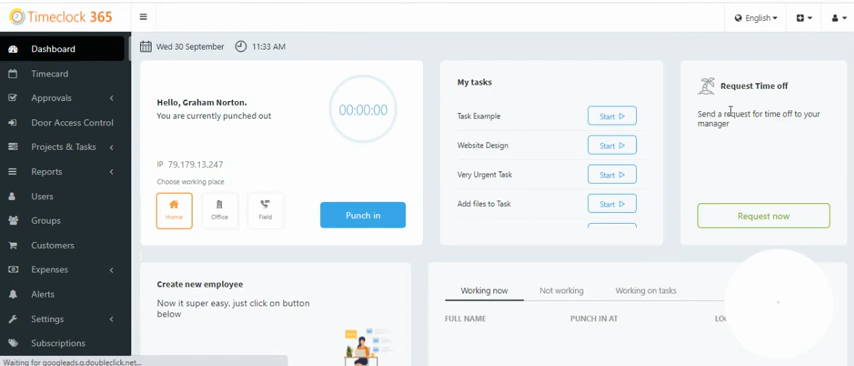 Timeclock 365
English
Dashboard
Timecard
Approvals
Door Access Control
Projects & Tasks
Reports
Users
Groups
Customers
Expenses
Alerts
Settings
Subscriptions
Waiting for googleads.g.doubleclick.net...
Wed 30 September
11:33 AM
Hello, Graham Norton.
You are currently punched out
00:00:00
IP 79.179.13.247
Choose working place
Home
Office
Field
Punch in
My tasks
Task Example
Start
Website Design
Start
Very Urgent Task
Start
Add files to Task
Start
Request Time off
Send a request for time off to your
manager
Request now
Create new employee
Now it super easy, just click on button
below
Working now
Not working
Working on tasks
FULL NAME
PUNCH IN AT